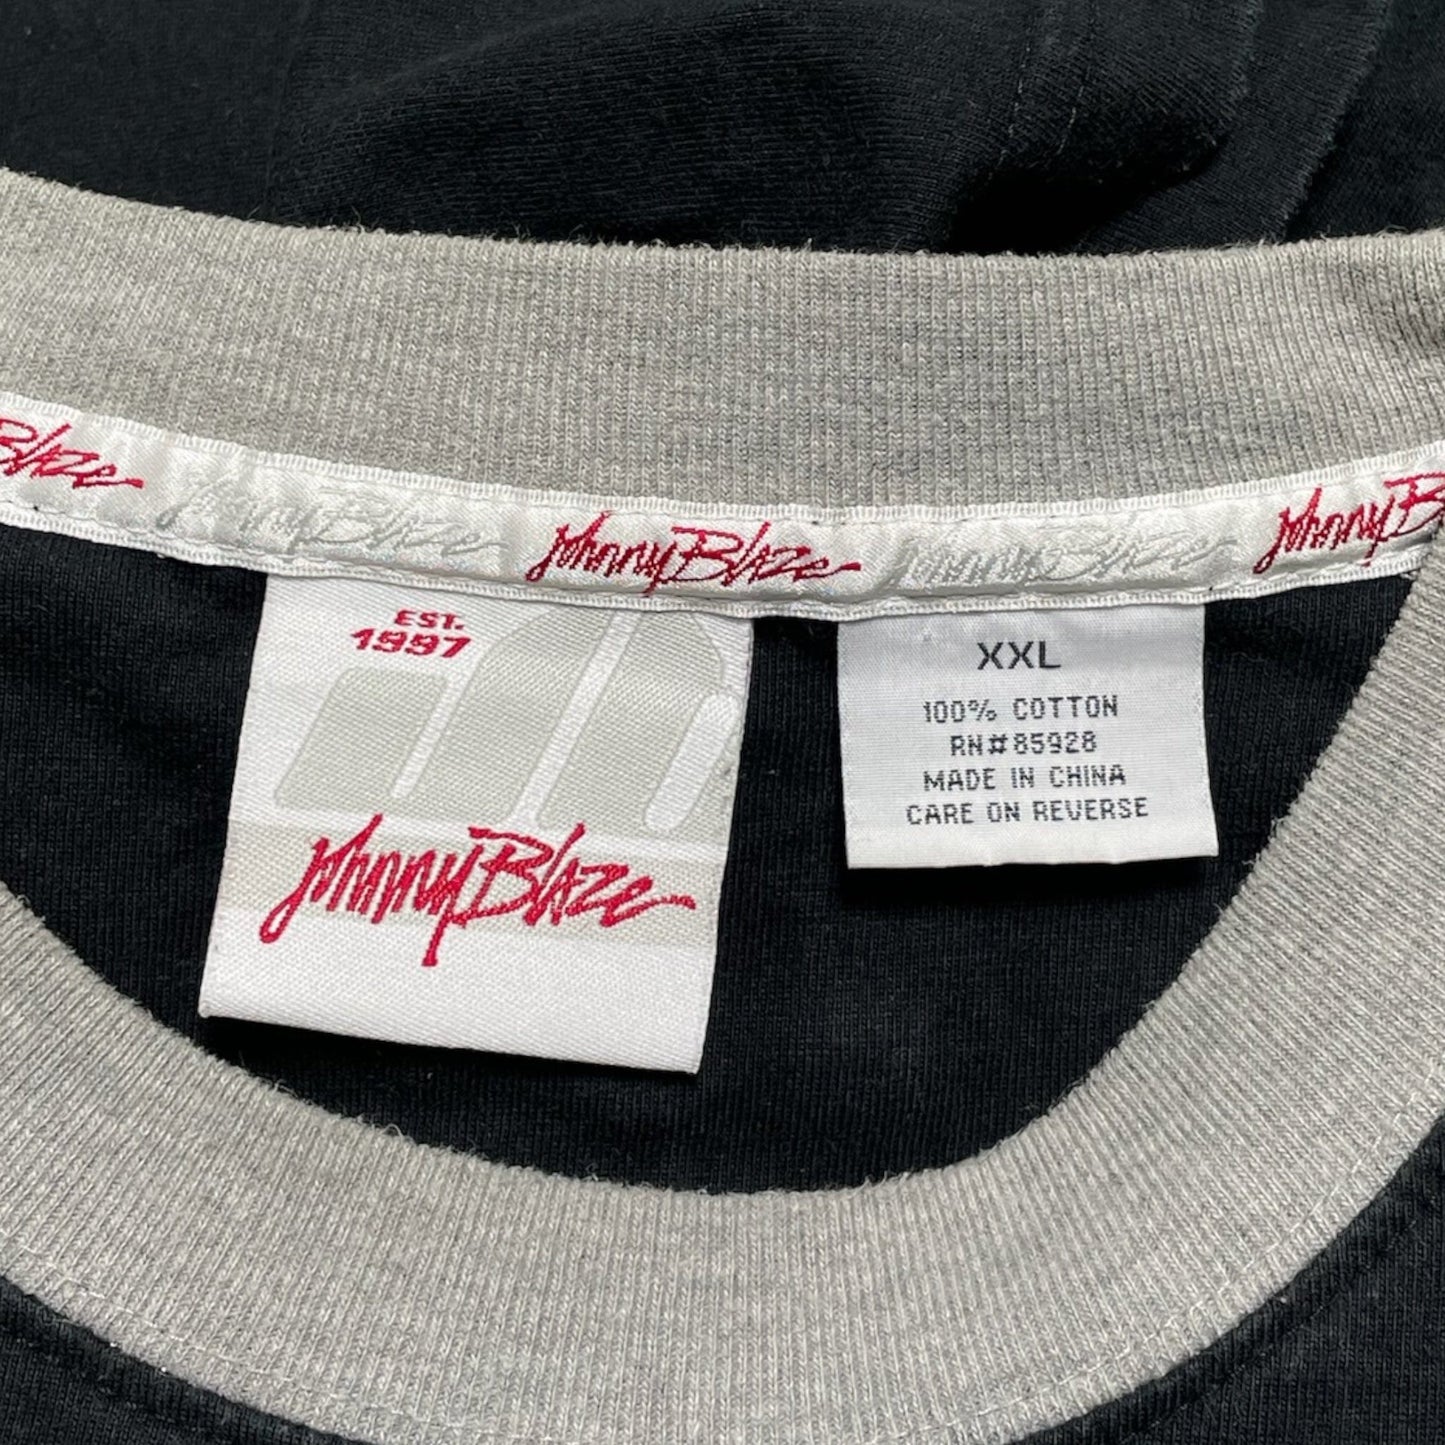 Blaze Johnny Blaze Johnny Blaze Johnny Blaze Johnny B
EST.
1997
Johnny Blaze
XXL
100% COTTON
RN#85928
MADE IN CHINA
CARE ON REVERSE